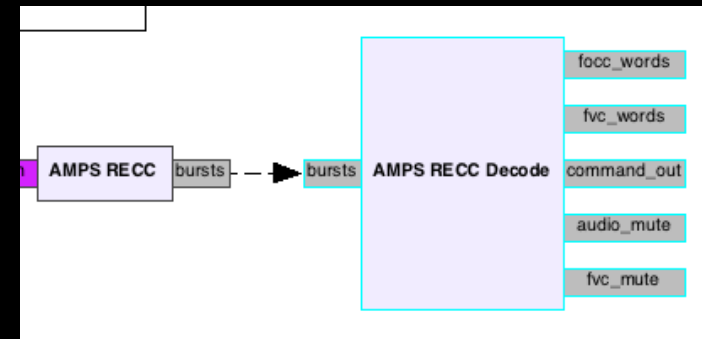 focc_words
fvc_words
AMPS RECC bursts bursts AMPS RECC Decode command_out
audio_mute
fvc_mute